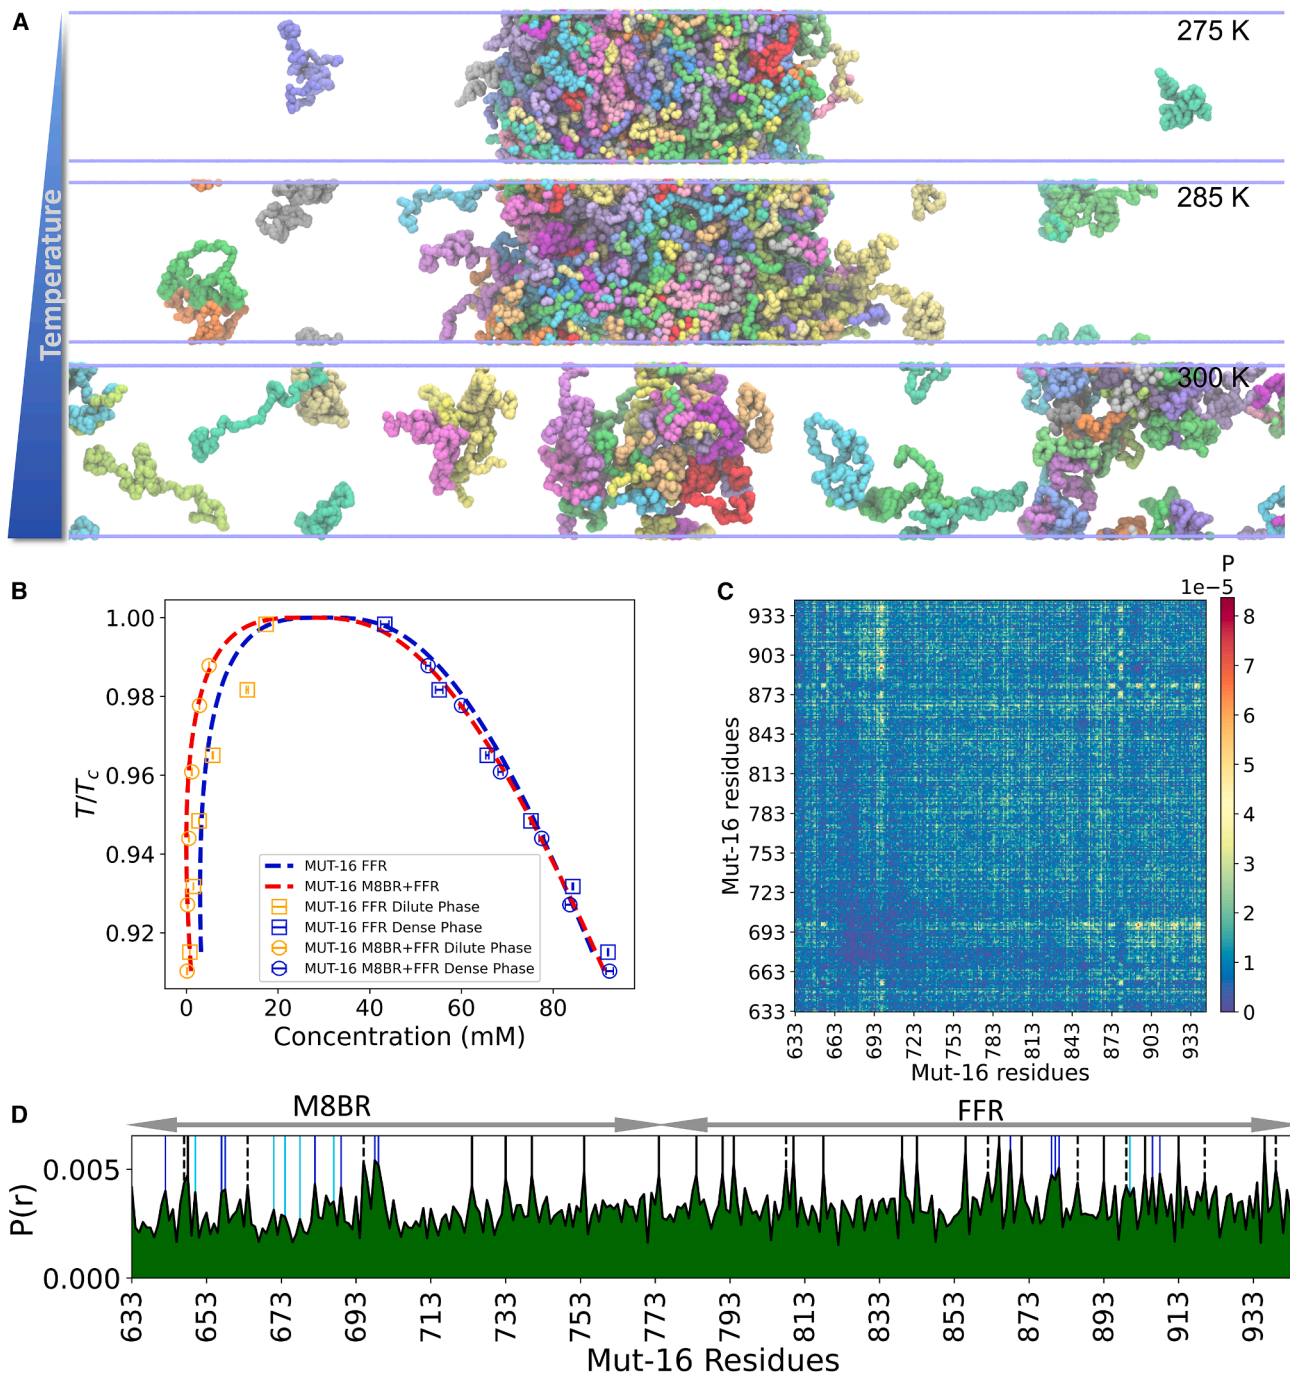 A
275 K
285 K
300 K
Temperature
B
1.00
0.98
0.96
0.94
0.92
T/Tc
0 20 40 60 80
Concentration (mM)
MUT-16 FFR
MUT-16 M8BR+FFR
MUT-16 FFR Dilute Phase
MUT-16 FFR Dense Phase
MUT-16 M8BR+FFR Dilute Phase
MUT-16 M8BR+FFR Dense Phase
C
P
1e−5
933
903
873
843
813
783
753
723
693
663
633
Mut-16 residues
633 663 693 723 753 783 813 843 873 903 933
Mut-16 residues
8
7
6
5
4
3
2
1
0
D
M8BR FFR
0.005
0.000
P(r)
633 653 673 693 713 733 753 773 793 813 833 853 873 893 913 933
Mut-16 Residues